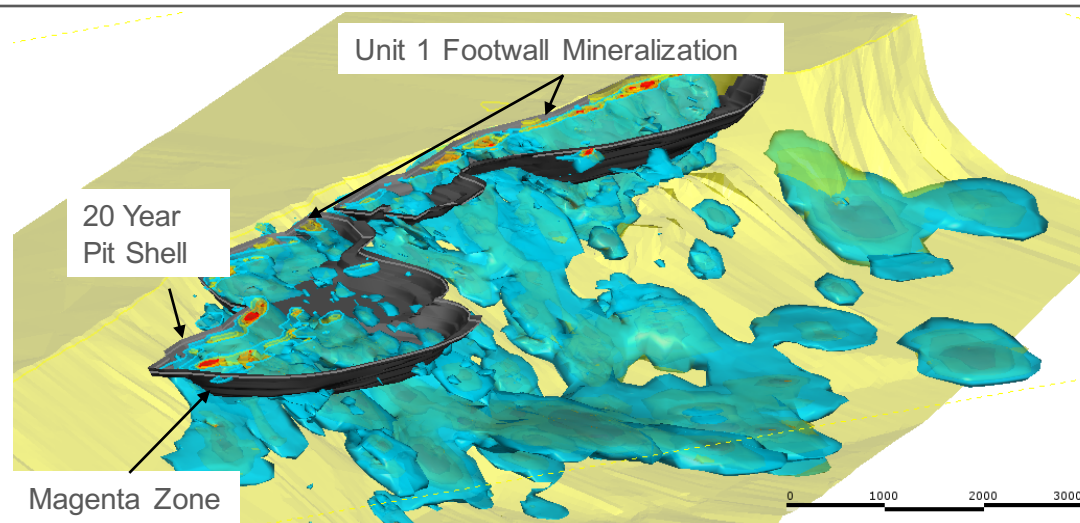 Unit 1 Footwall Mineralization
20 Year
Pit Shell
Magenta Zone
0 1000 2000 3000